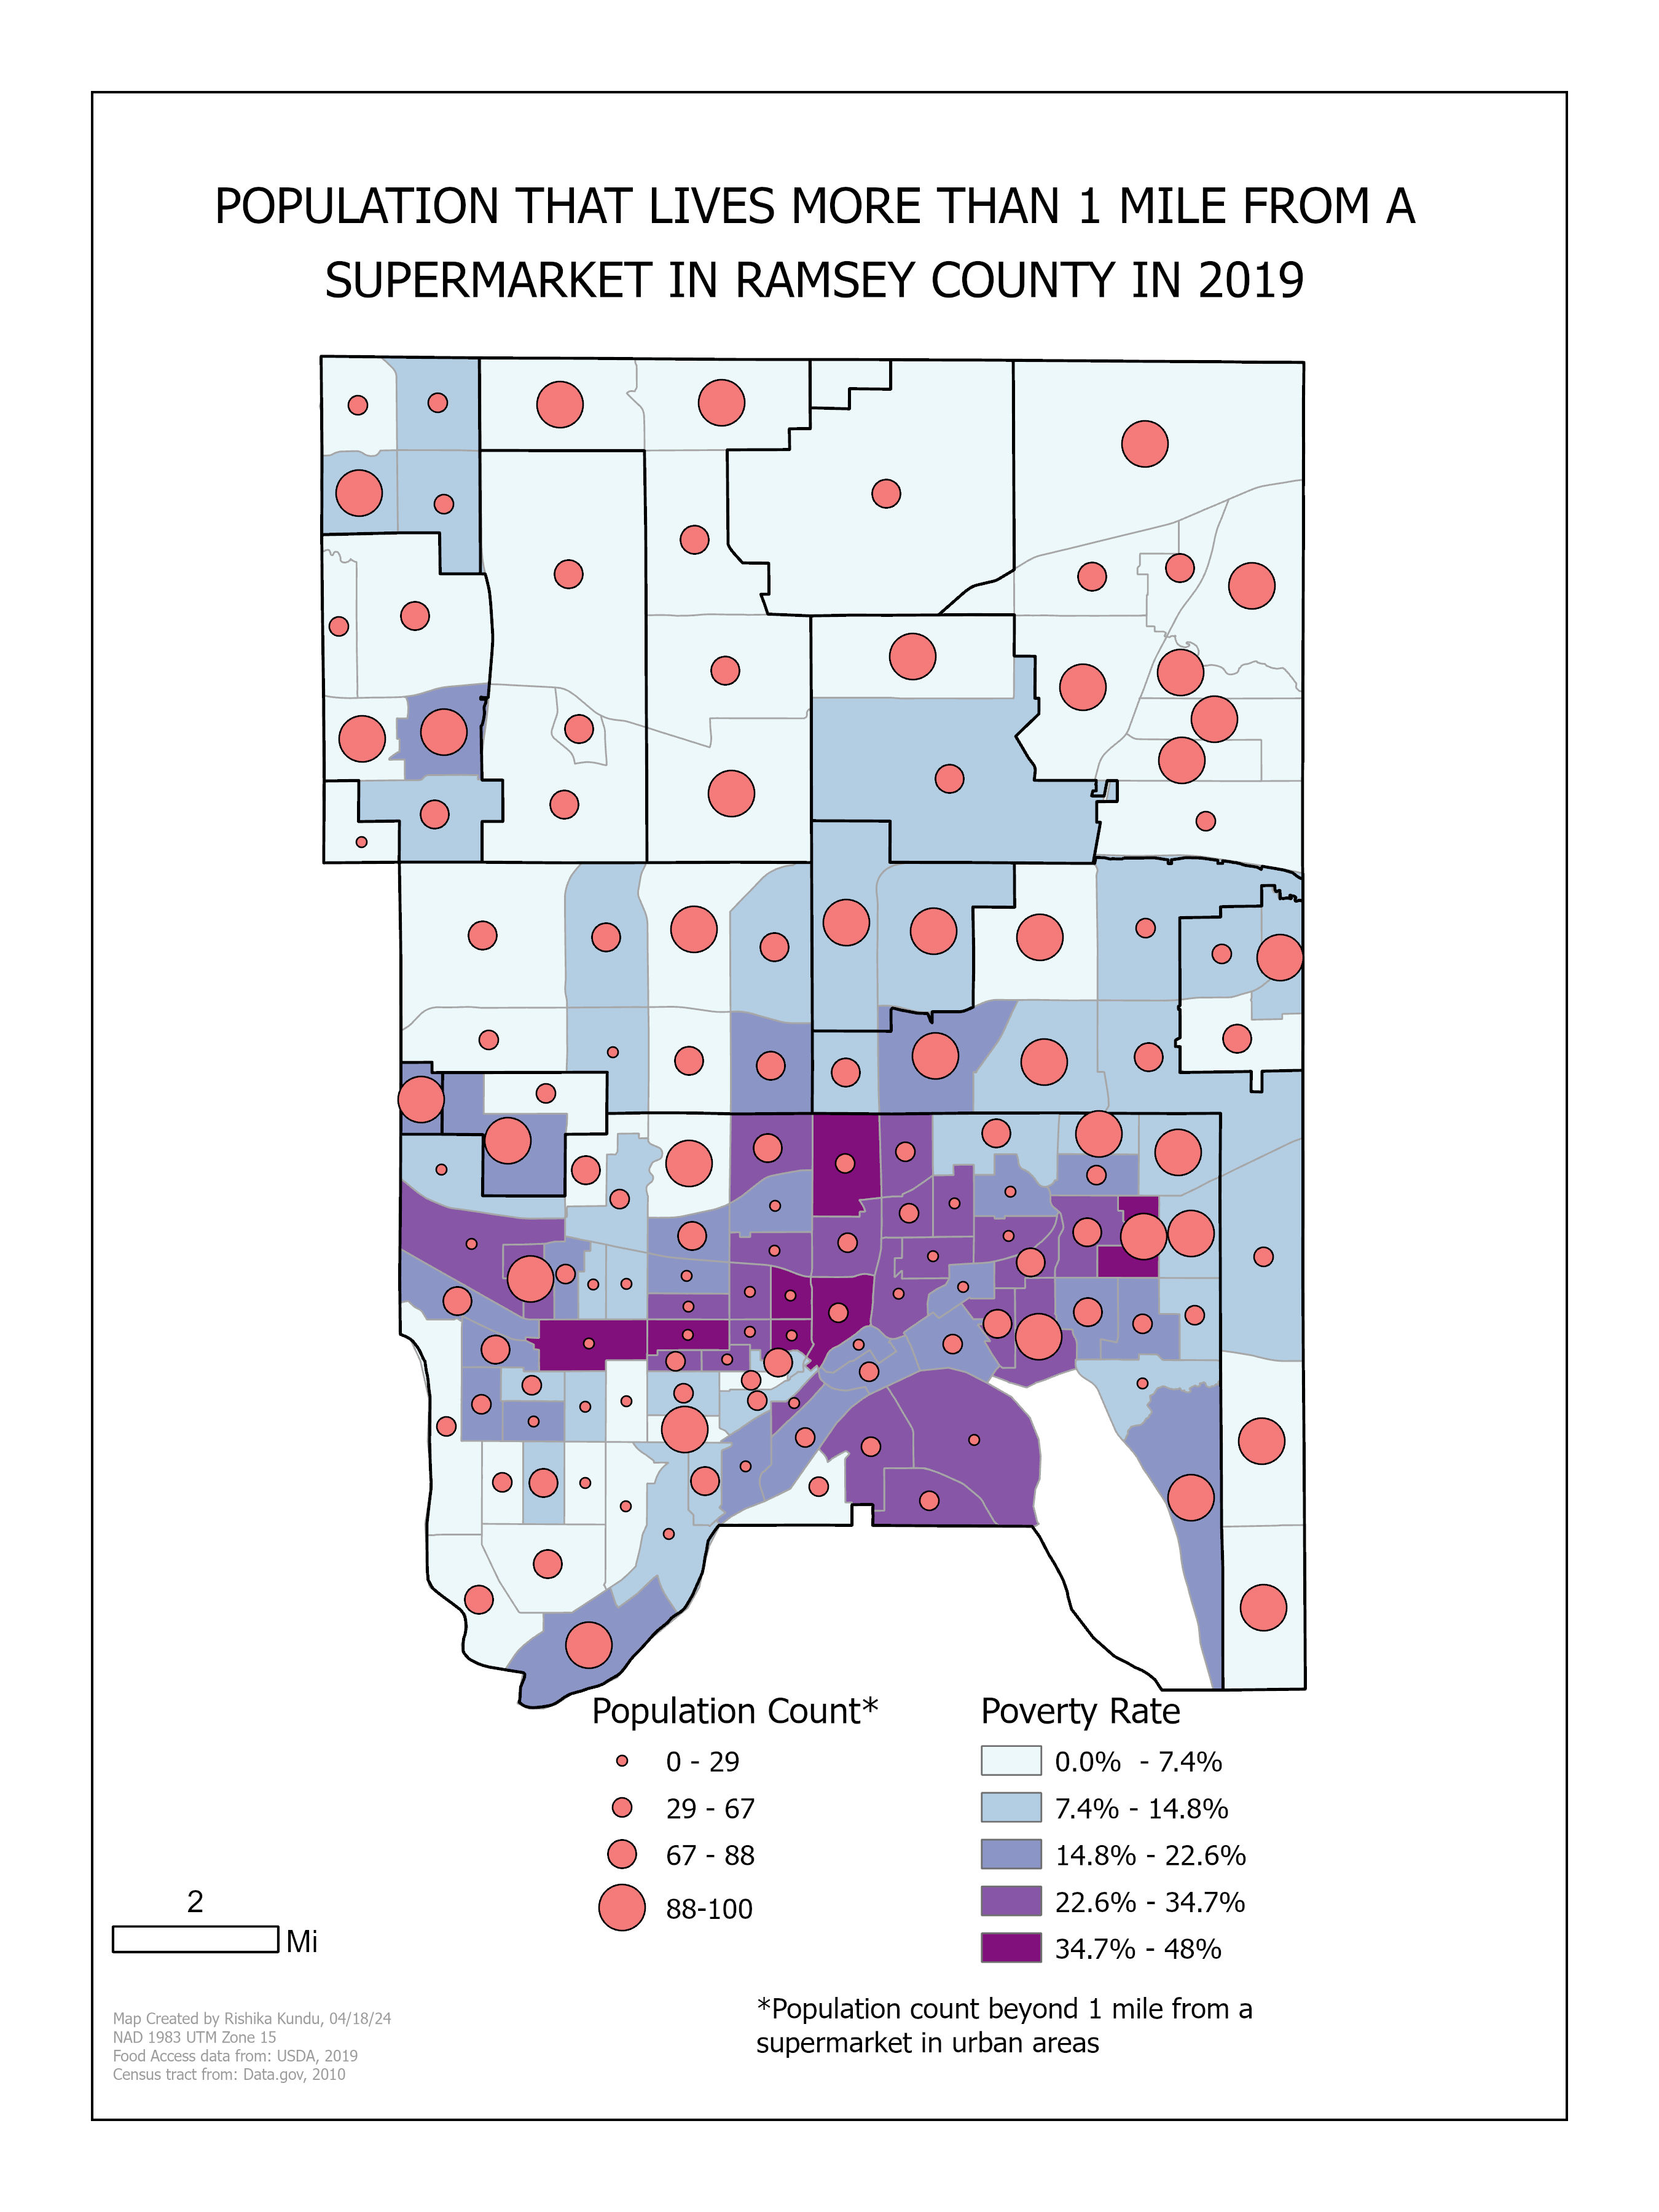 POPULATION THAT LIVES MORE THAN 1 MILE FROM A
SUPERMARKET IN RAMSEY COUNTY IN 2019
Population Count*
0 - 29
29 - 67
67 - 88
88-100
Poverty Rate
0.0% - 7.4%
7.4% - 14.8%
14.8% - 22.6%
22.6% - 34.7%
34.7% - 48%
2
Mi
*Population count beyond 1 mile from a
supermarket in urban areas
Map Created by Rishika Kundu, 04/18/24
NAD 1983 UTM Zone 15
Food Access data from: USDA, 2019
Census tract from: Data.gov, 2010